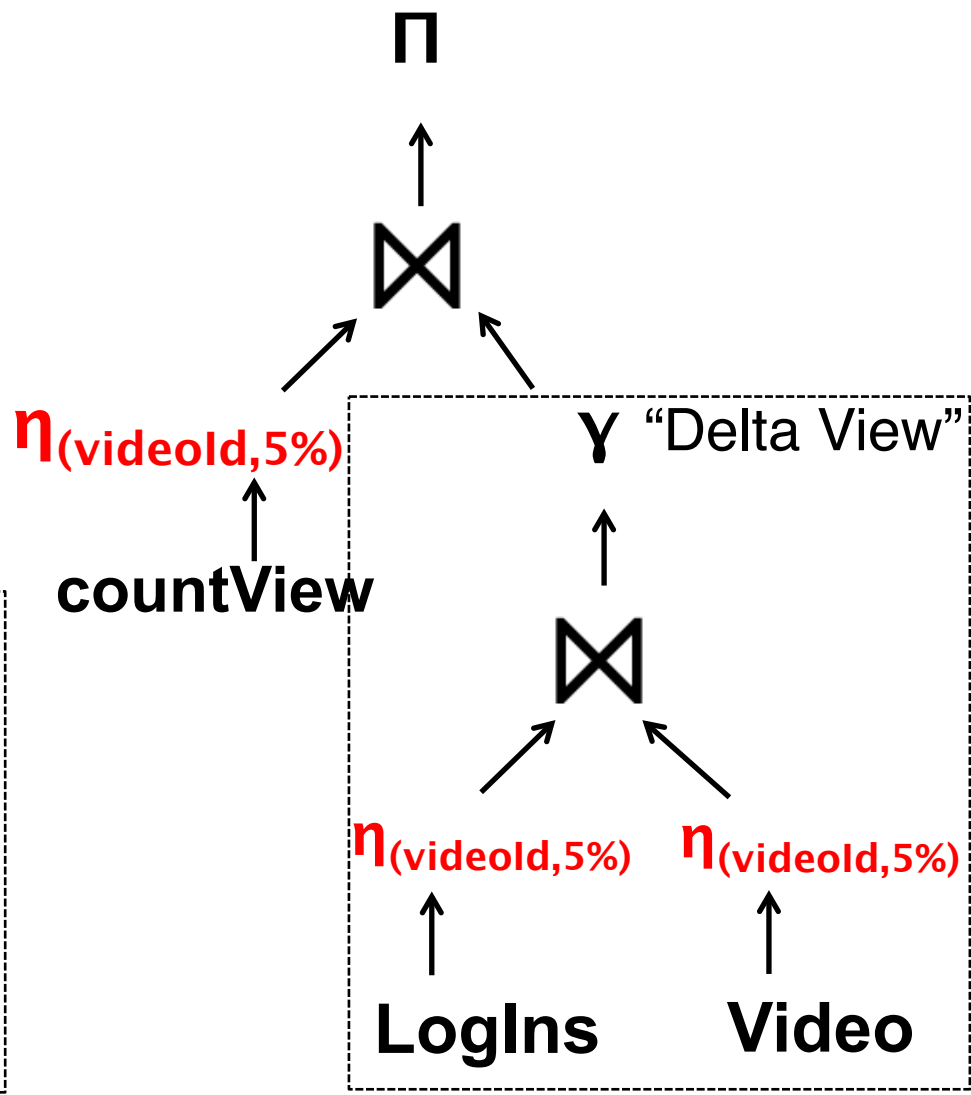 Π
⋈
η(videoId,5%)
γ “Delta View”
countView
⋈
η(videoId,5%) η(videoId,5%)
LogIns Video